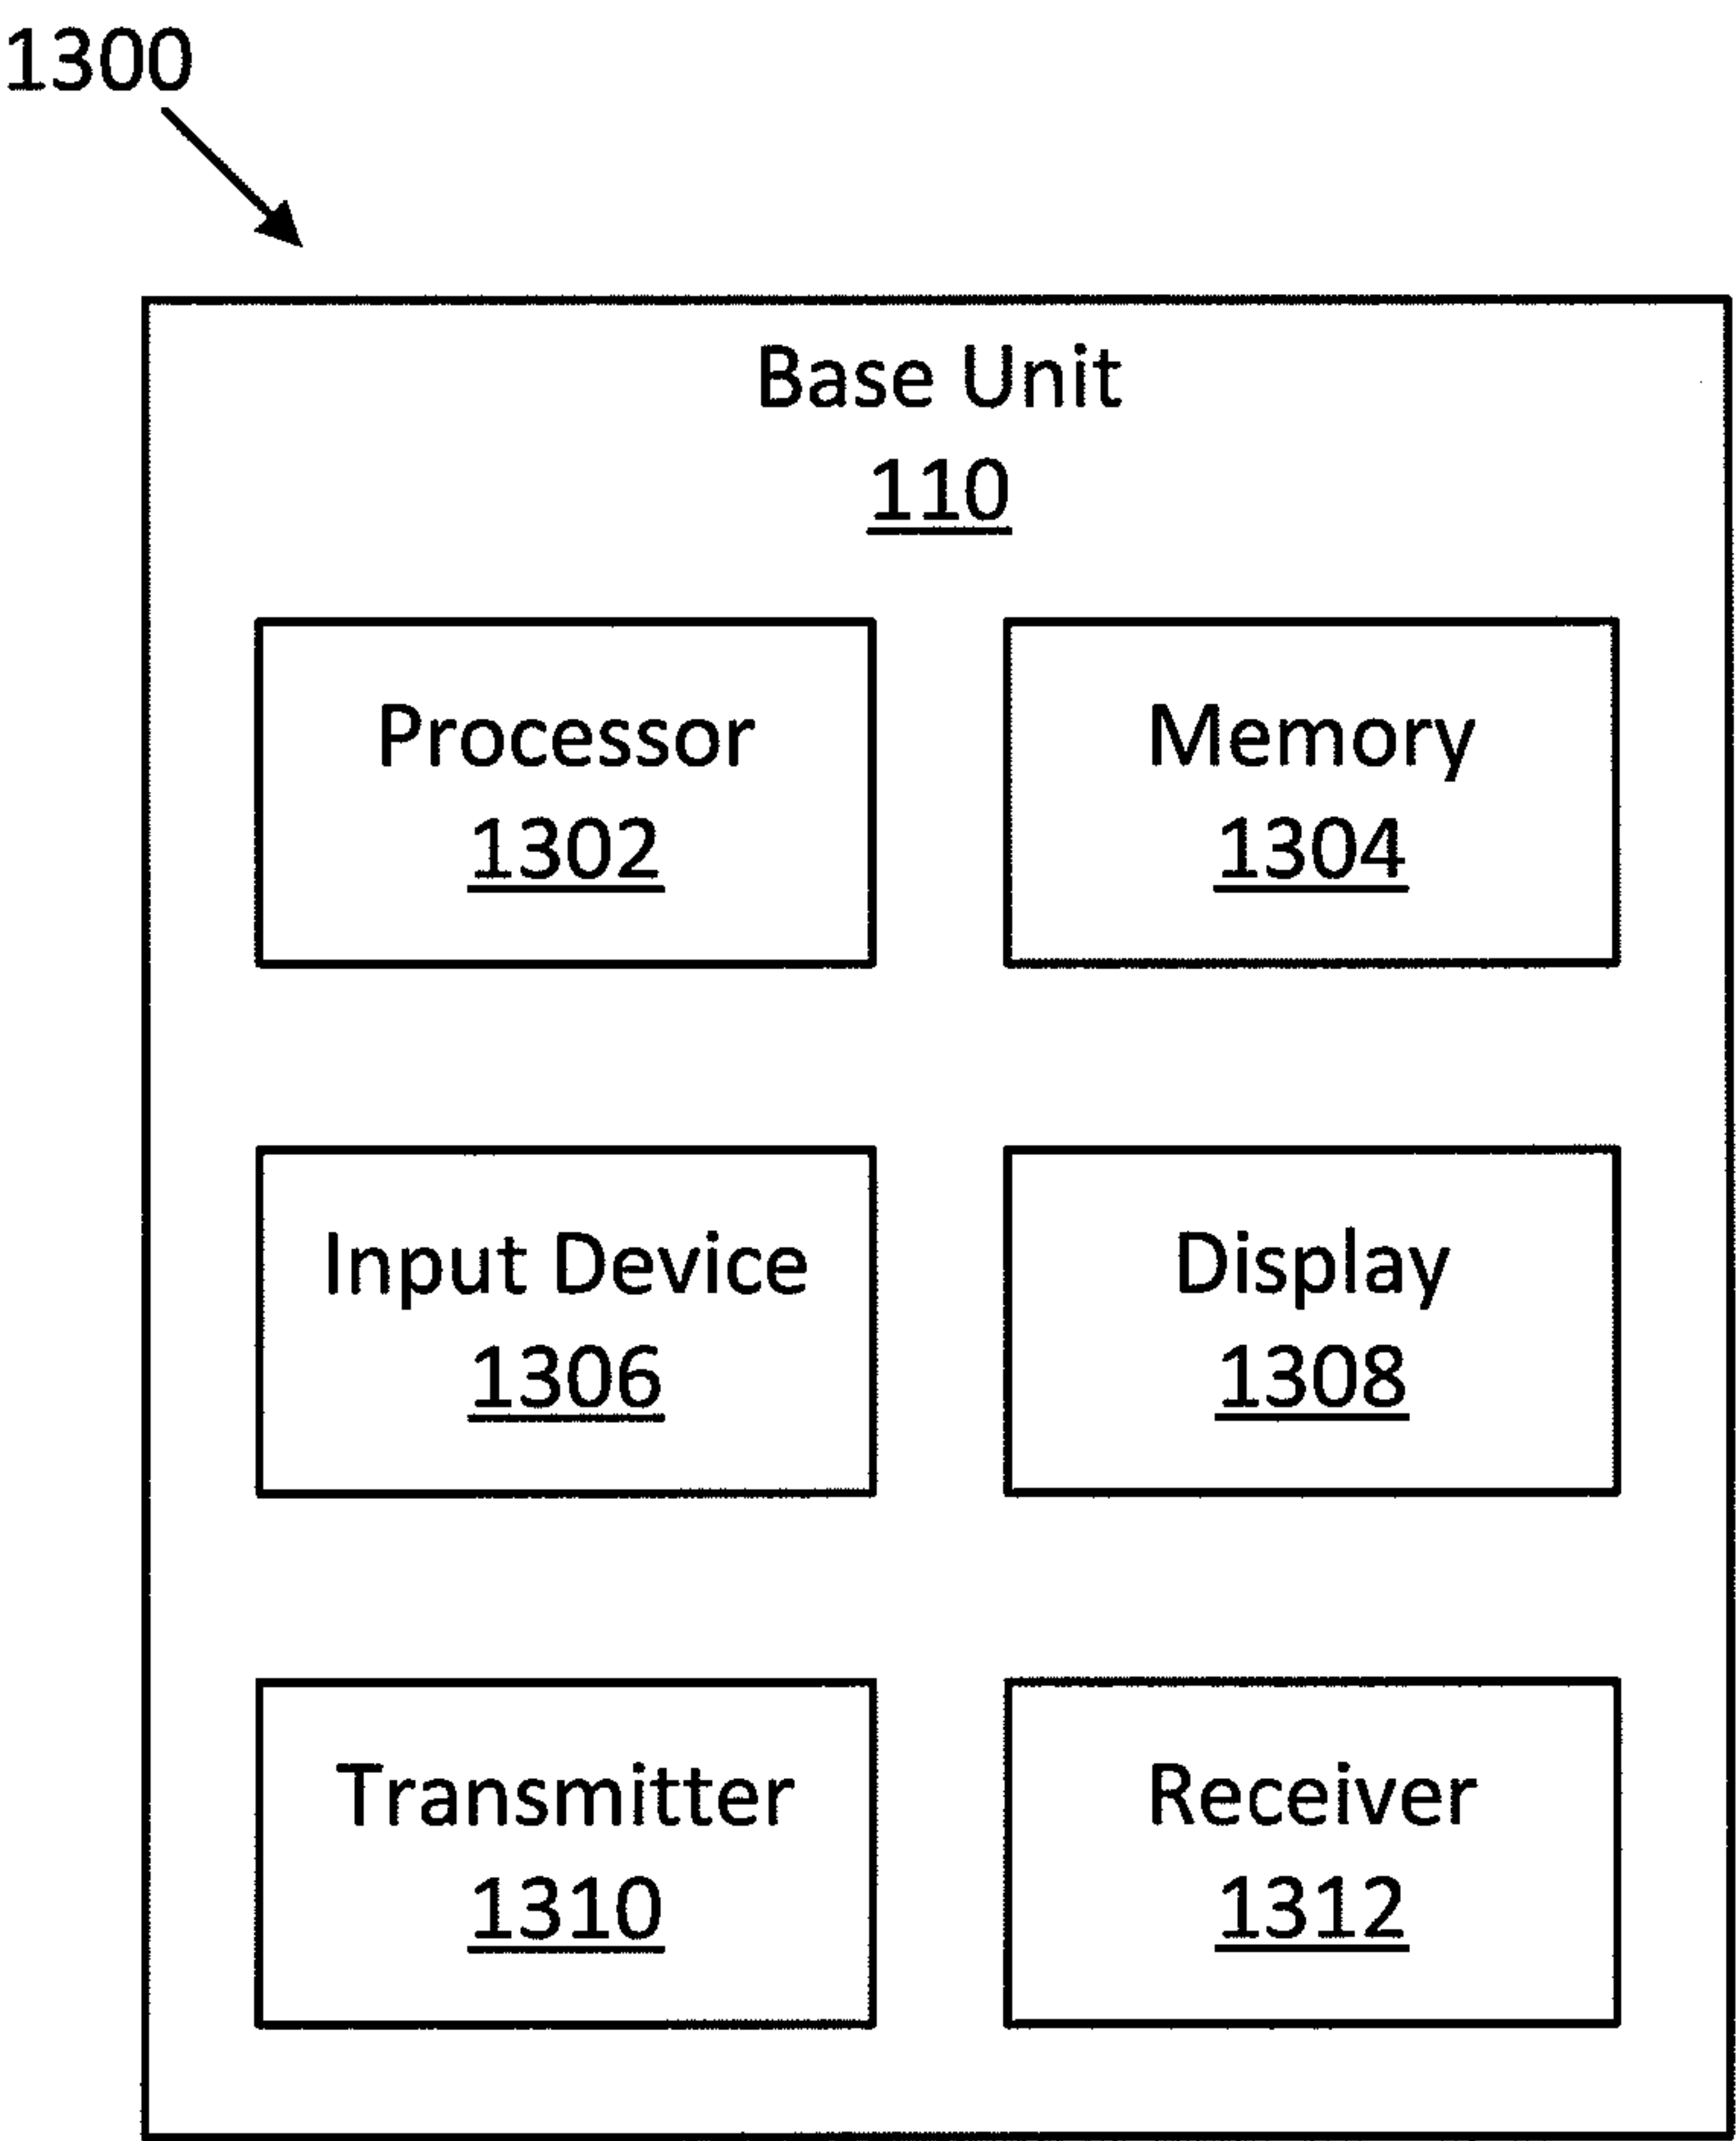 1300
Base Unit
110
Processor
1302
Memory
1304
Input Device
1306
Display
1308
Transmitter
1310
Receiver
1312